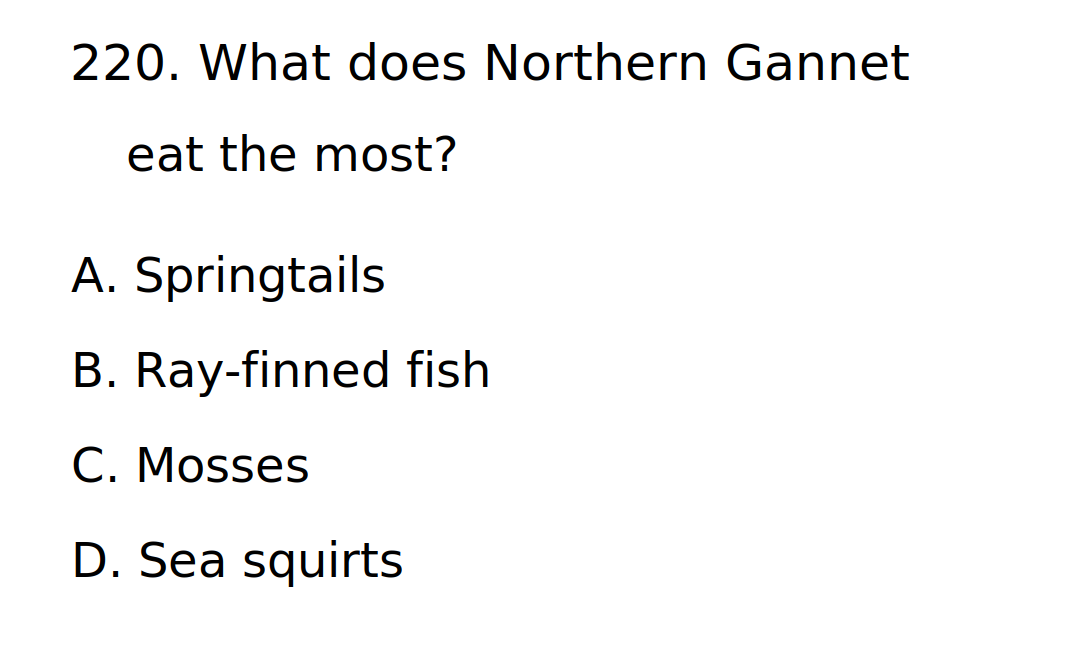 220. What does Northern Gannet
eat the most?
A. Springtails
B. Ray-finned fish
C. Mosses
D. Sea squirts